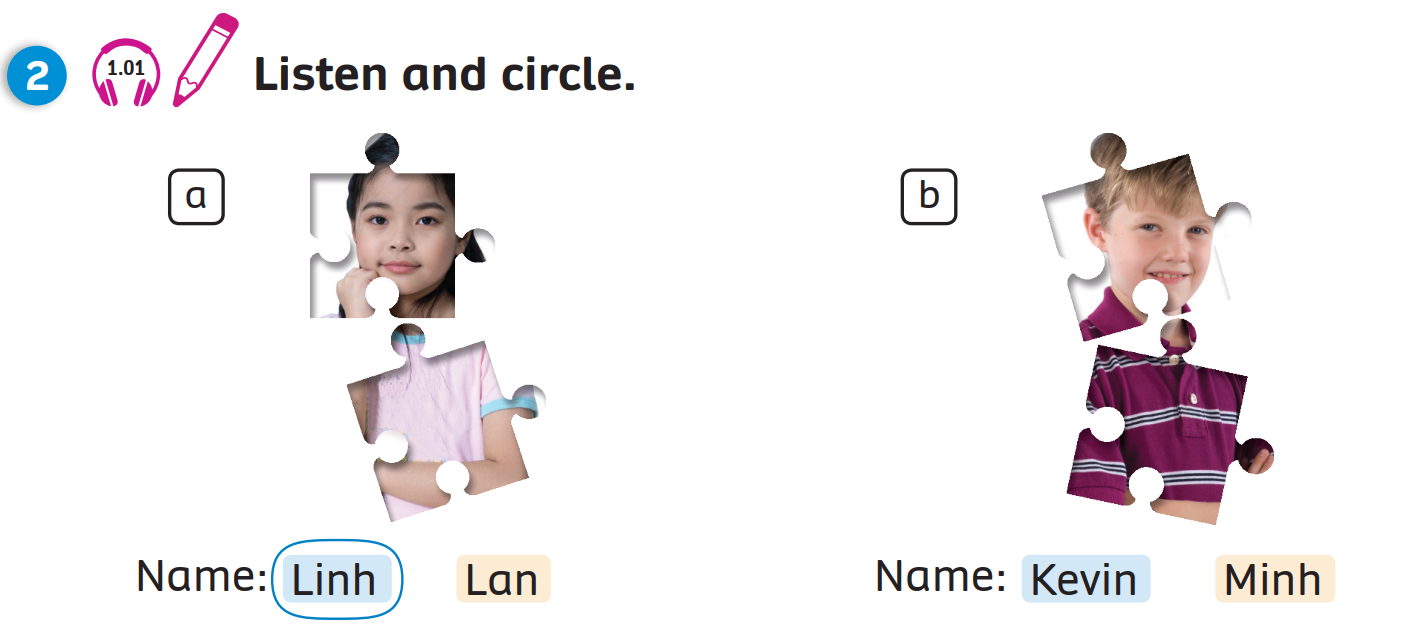 2 1.01 Listen and circle.
a b
Name: Linh Lan Name: Kevin Minh